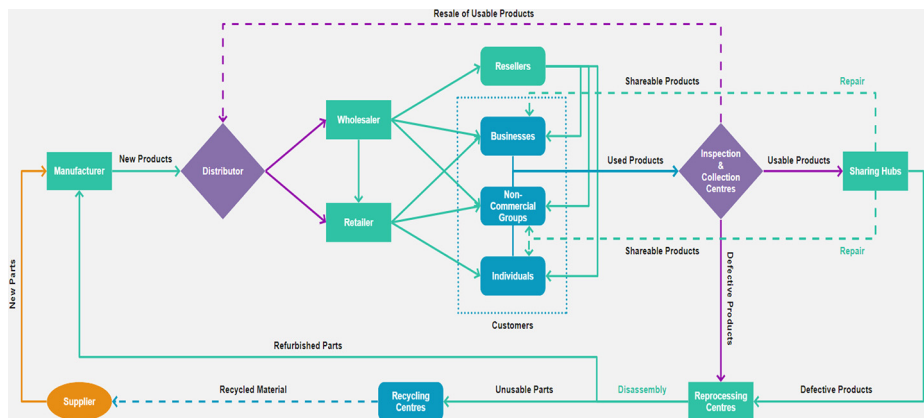 Resale of Usable Products
Resellers
Shareable Products
Repair
Wholesaler
Businesses
Manufacturer
New Products
Distributor
Used Products
Inspection
&
Collection
Centres
Usable Products
Sharing Hubs
Non-
Commercial
Groups
Retailer
Shareable Products
Repair
Individuals
New Parts
Defective Products
Customers
Refurbished Parts
Supplier
Recycled Material
Recycling
Centres
Unusable Parts
Disassembly
Reprocessing
Centres
Defective Products